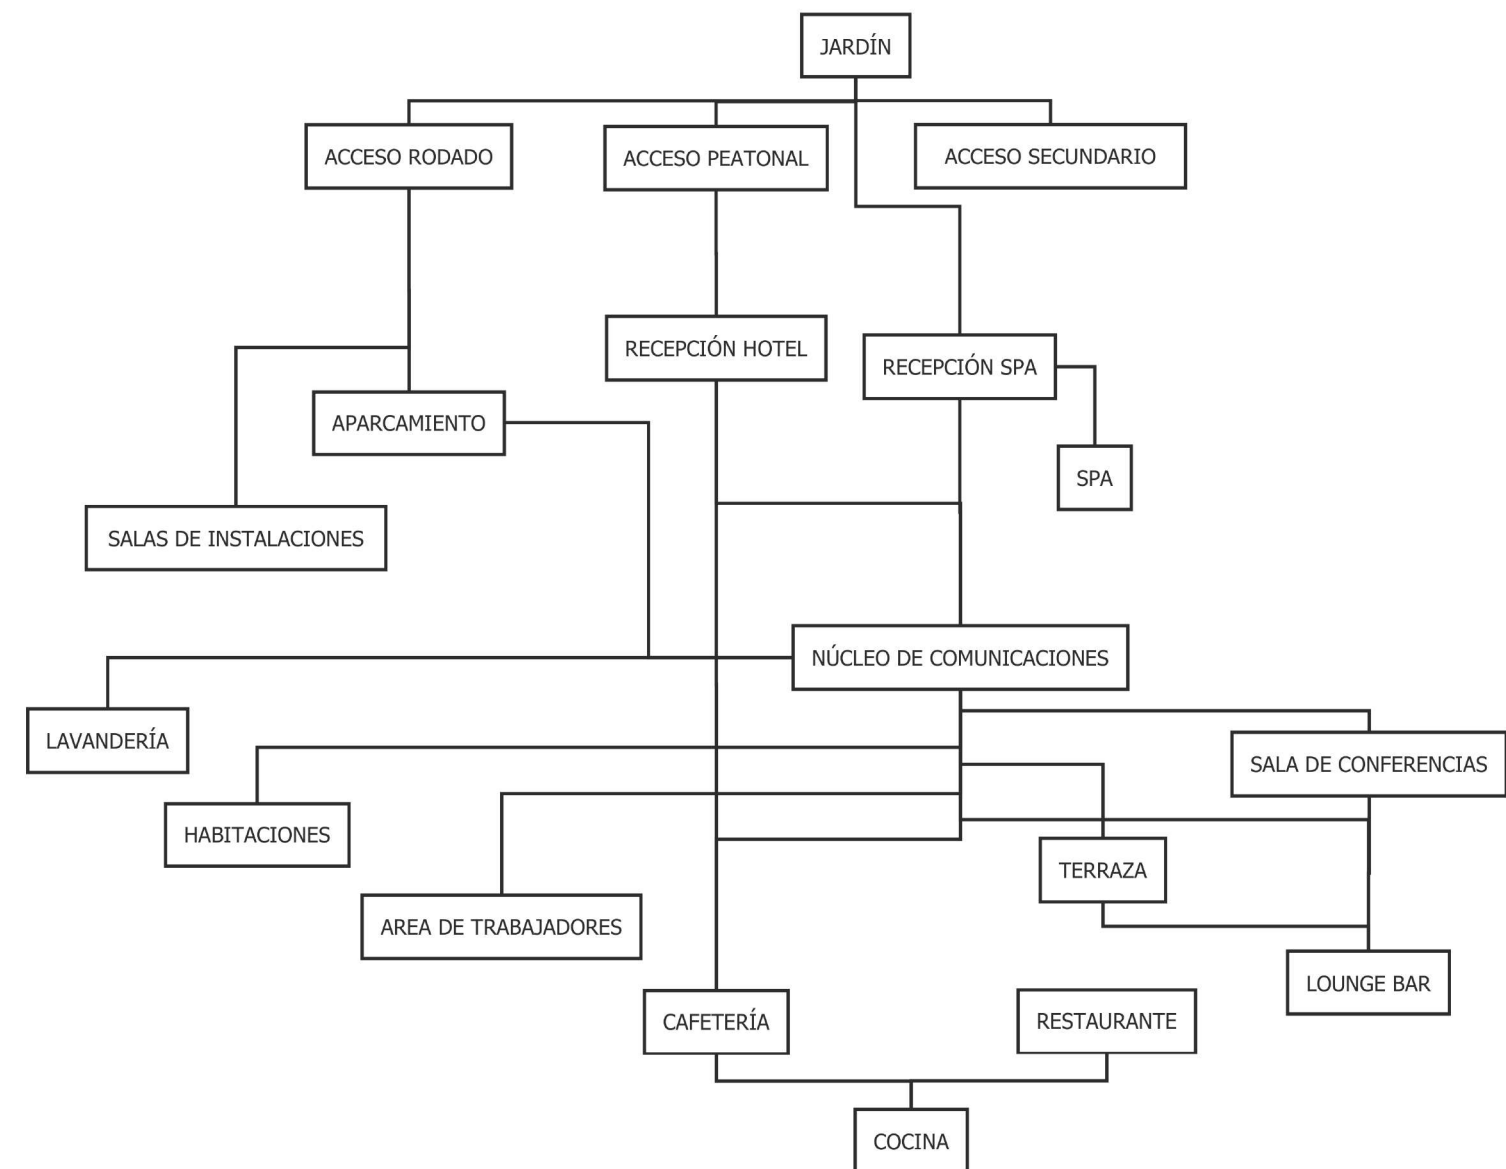 JARDÍN
ACCESO RODADO
ACCESO PEATONAL
ACCESO SECUNDARIO
RECEPCIÓN HOTEL
RECEPCIÓN SPA
APARCAMIENTO
SPA
SALAS DE INSTALACIONES
NÚCLEO DE COMUNICACIONES
LAVANDERÍA
SALA DE CONFERENCIAS
HABITACIONES
TERRAZA
AREA DE TRABAJADORES
LOUNGE BAR
CAFETERÍA
RESTAURANTE
COCINA